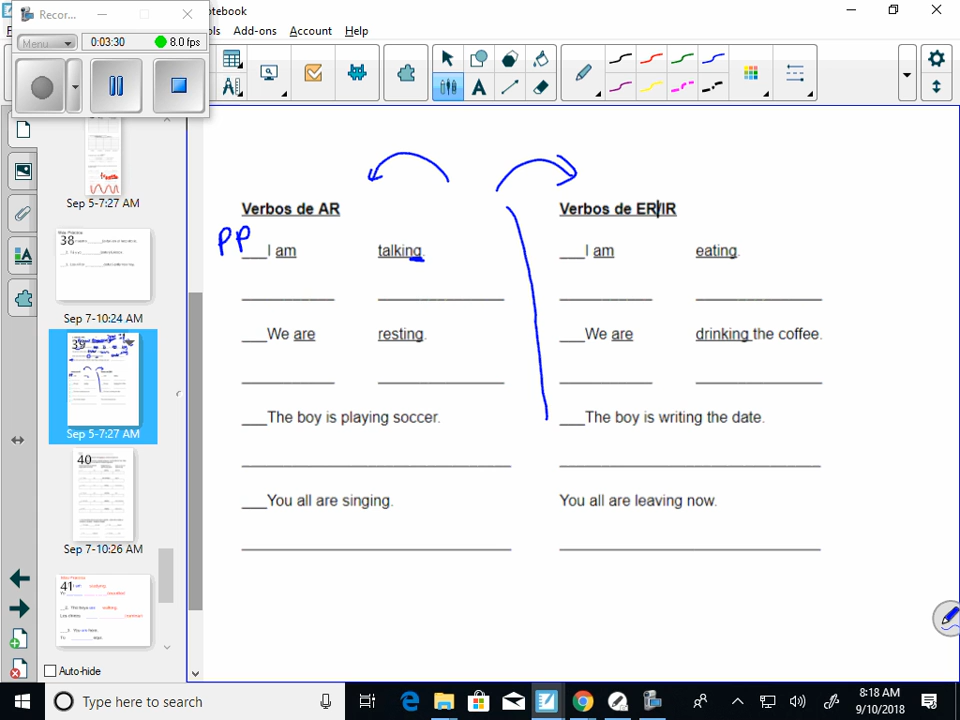 Recor...
otebook
Menu
0:03:30
8.0 fps
ols Add-ons Account Help
Sep 5-7:27 AM
38
Sep 7-10:24 AM
39
Sep 5-7:27 AM
40
Sep 7-10:26 AM
41
Auto-hide
Verbos de AR
PP ___I am talking.
___We are resting.
___The boy is playing soccer.
___You all are singing.
Verbos de ER/IR
___I am eating.
___We are drinking the coffee.
___The boy is writing the date.
You all are leaving now.
Type here to search
8:18 AM
9/10/2018